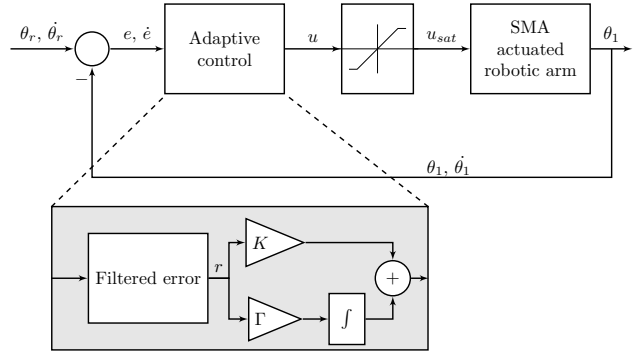 θr, θ̇r
e, ė
Adaptive
control
u
usat
SMA
actuated
robotic arm
θ1
−
θ1, θ̇1
Filtered error
r
K
Γ
∫
+